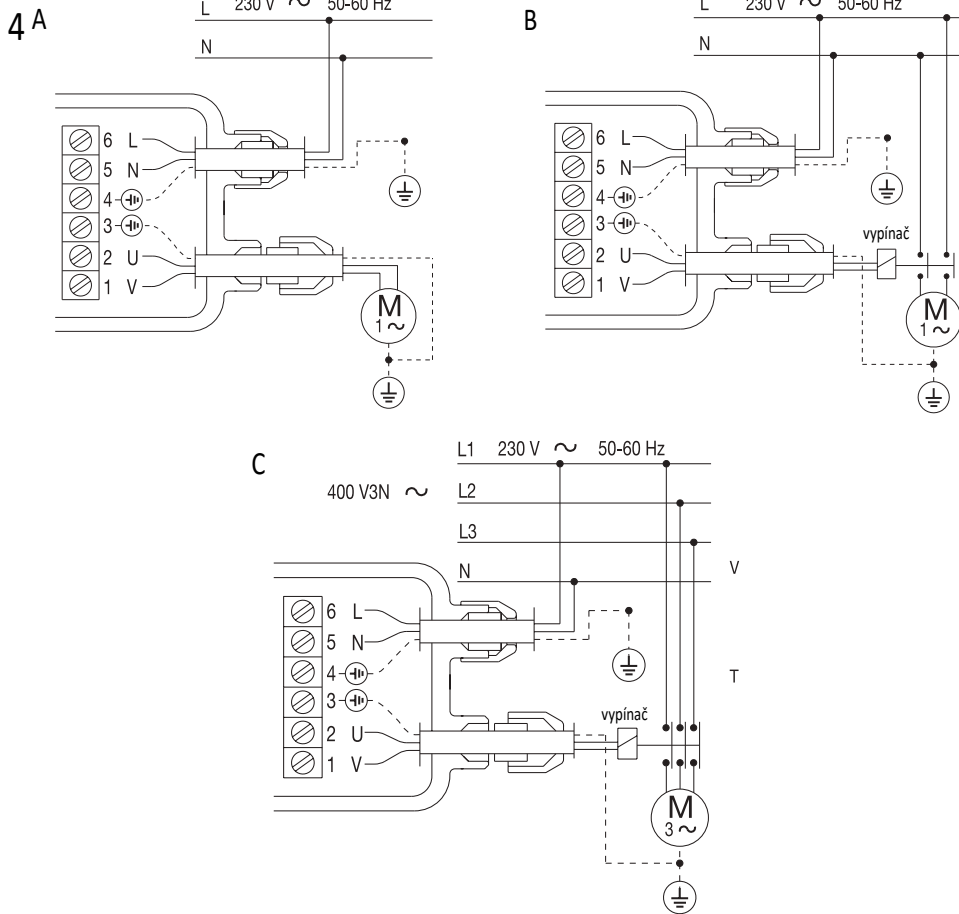 4 A
L 230 V ~ 50-60 Hz
N
6 L
5 N
4
3
2 U
1 V
M
1 ~
B
L 230 V ~ 50-60 Hz
N
6 L
5 N
4
3
2 U
1 V
vypínač
M
1 ~
C
L1 230 V ~ 50-60 Hz
400 V3N ~
L2
L3
N
V
6 L
5 N
4
3
2 U
1 V
T
vypínač
M
3 ~